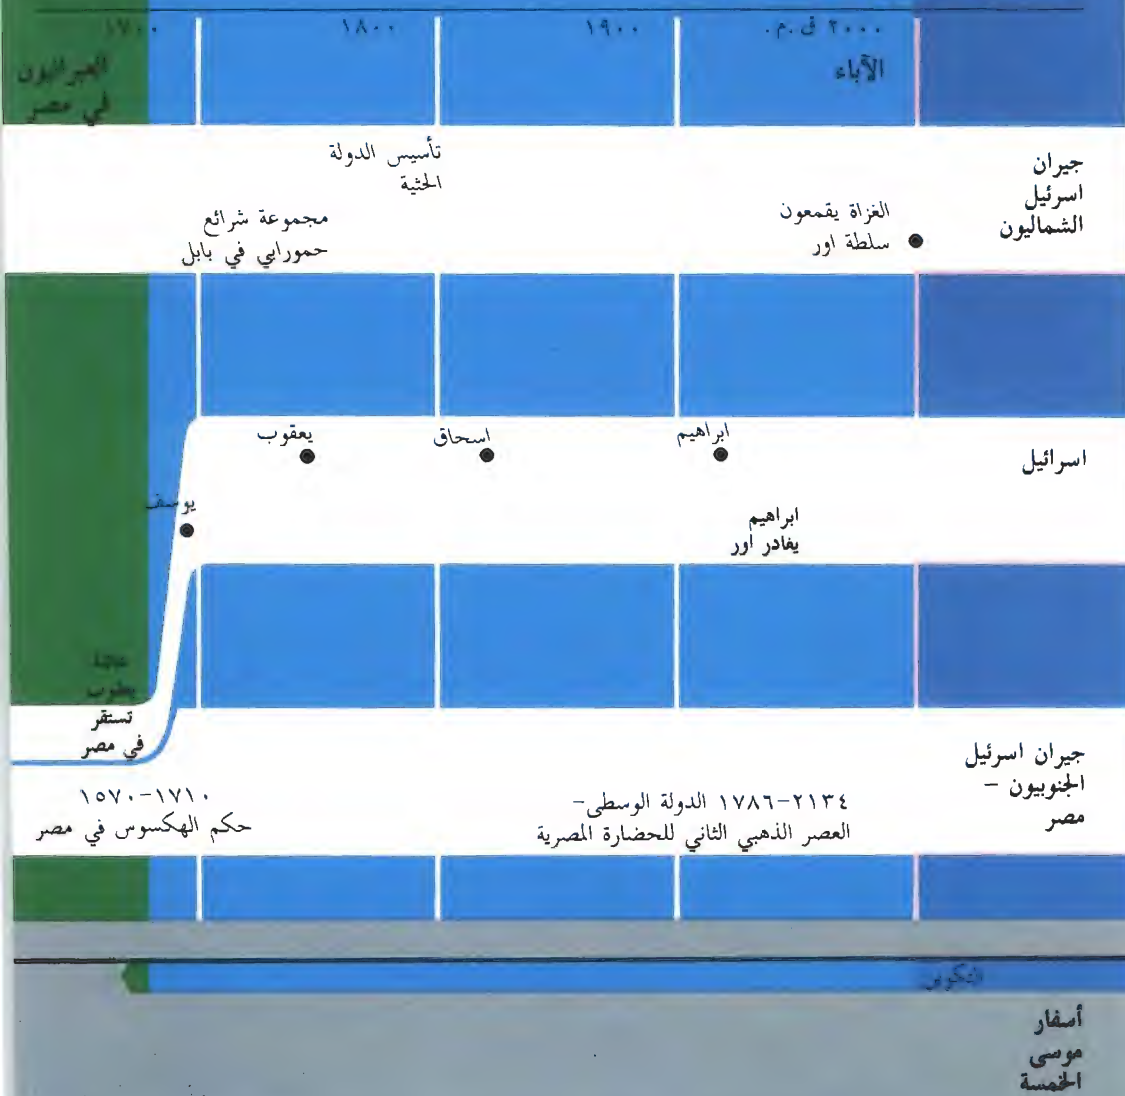 ٢٠٠٠ ق.م.
١٩٠٠
١٨٠٠
١٧٠٠
الآباء
العبرانيون
في مصر
جيران
اسرئيل
الشماليون
الغزاة يقمعون
سلطة اور
تأسيس الدولة
الحثية
مجموعة شرائع
حمورابي في بابل
اسرائيل
ابراهيم
اسحاق
يعقوب
يوسف
ابراهيم
يغادر اور
عائلة
يعقوب
تستقر
في مصر
جيران اسرئيل
الجنوبيون –
مصر
٢١٣٤–١٧٨٦ الدولة الوسطى–
العصر الذهبي الثاني للحضارة المصرية
١٧١٠–١٥٧٠
حكم الهكسوس في مصر
التكوين
أسفار
موسى
الخمسة